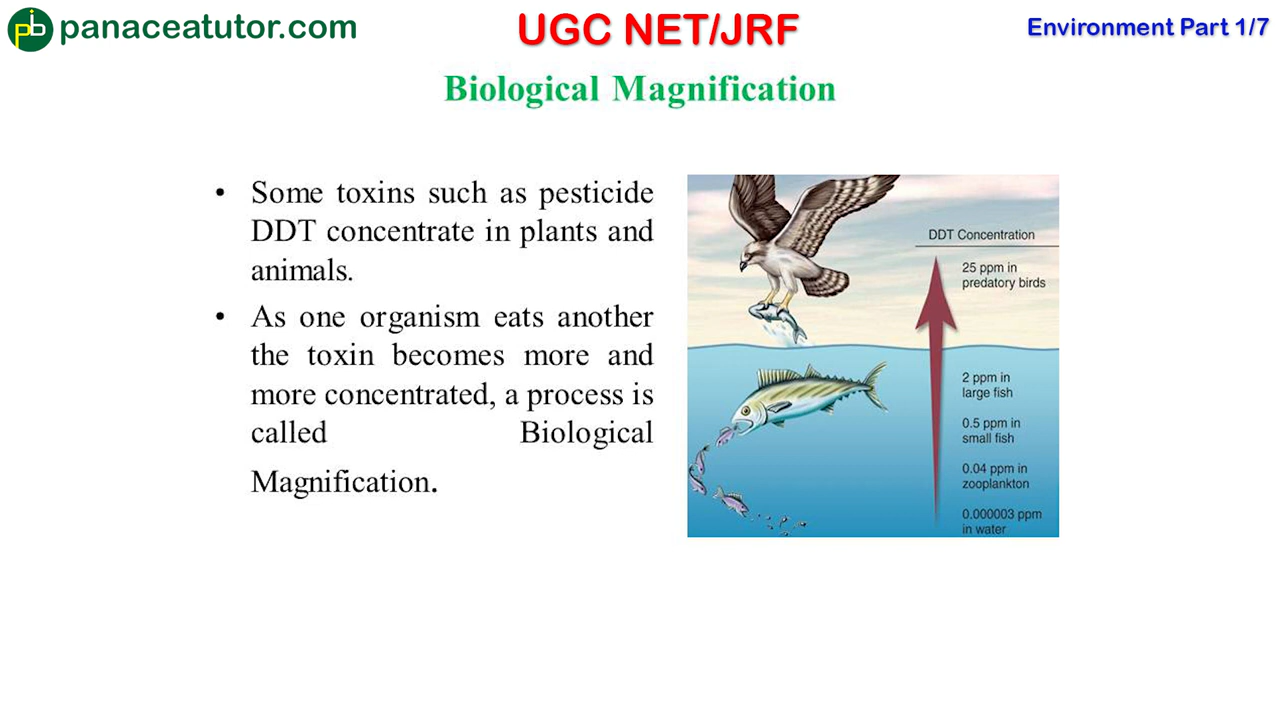 panaceatutor.com
UGC NET/JRF
Environment Part 1/7
Biological Magnification
• Some toxins such as pesticide
DDT concentrate in plants and
animals.
• As one organism eats another
the toxin becomes more and
more concentrated, a process is
called Biological
Magnification.
DDT Concentration
25 ppm in
predatory birds
2 ppm in
large fish
0.5 ppm in
small fish
0.04 ppm in
zooplankton
0.000003 ppm
in water